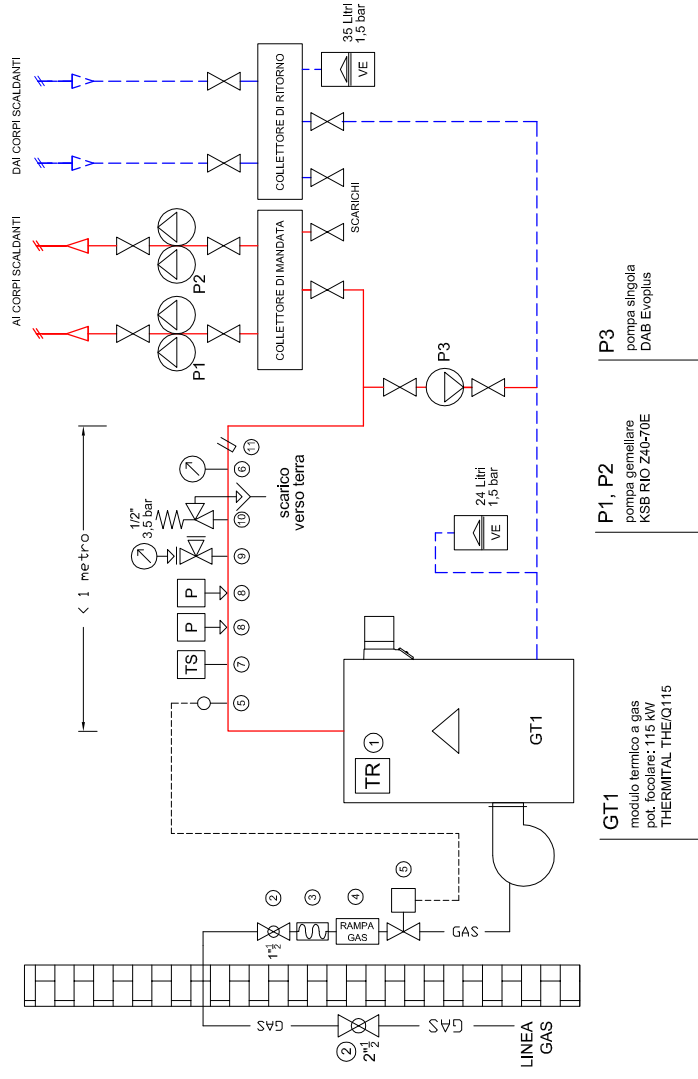 AI CORPI SCALDANTI
DAI CORPI SCALDANTI
P1
P2
COLLETTORE DI MANDATA
COLLETTORE DI RITORNO
SCARICHI
35 Litri
1,5 bar
VE
< 1 metro
5
TS
7
P
8
P
8
9
1/2"
3,5 bar
10
6
11
scarico
verso terra
P3
24 Litri
1,5 bar
VE
TR
1
GT1
2
1"1/2
3
RAMPA
GAS
4
5
GAS
GAS
2
2"1/2
GAS
LINEA
GAS
GT1
modulo termico a gas
pot. focolare: 115 kW
THERMITAL THE/Q115
P1, P2
pompa gemellare
KSB RIO Z40-70E
P3
pompa singola
DAB Evoplus